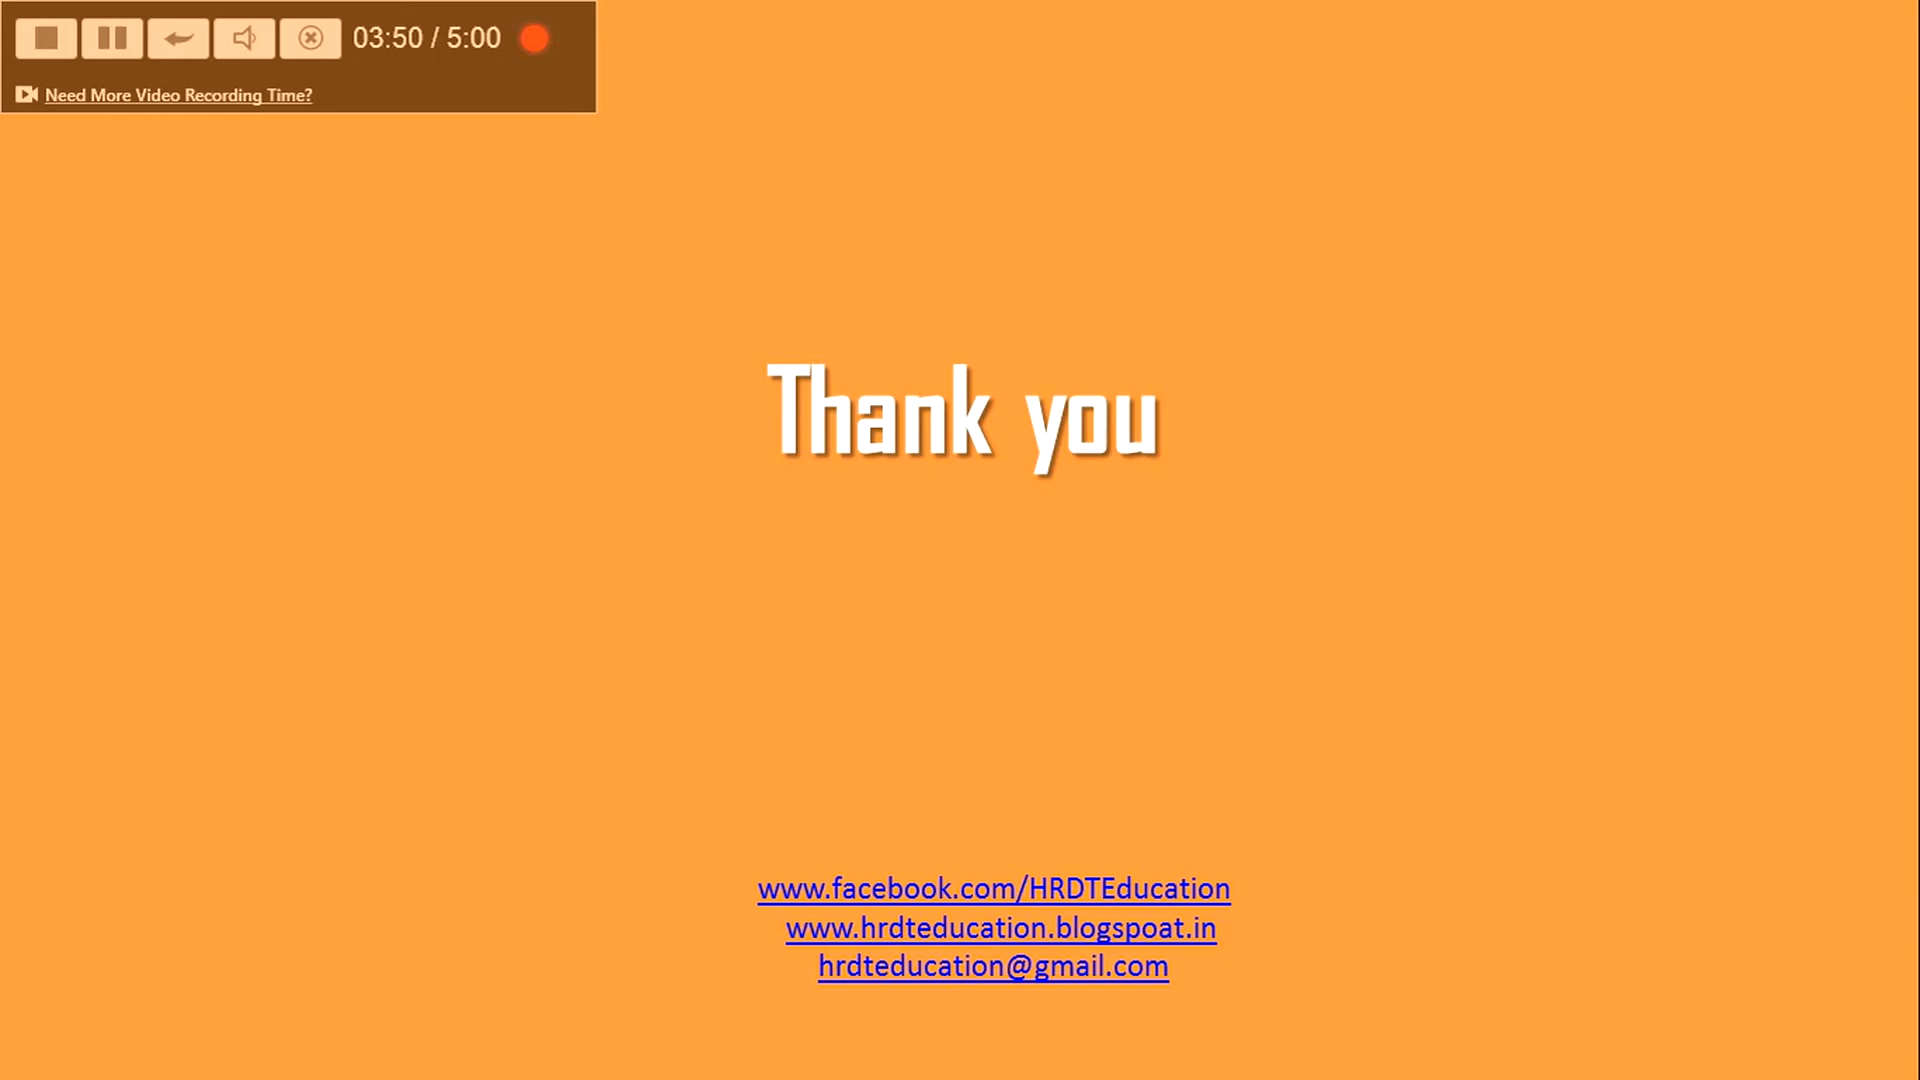 03:50 / 5:00
Need More Video Recording Time?
Thank you
www.facebook.com/HRDTEducation
www.hrdteducation.blogspoat.in
hrdteducation@gmail.com